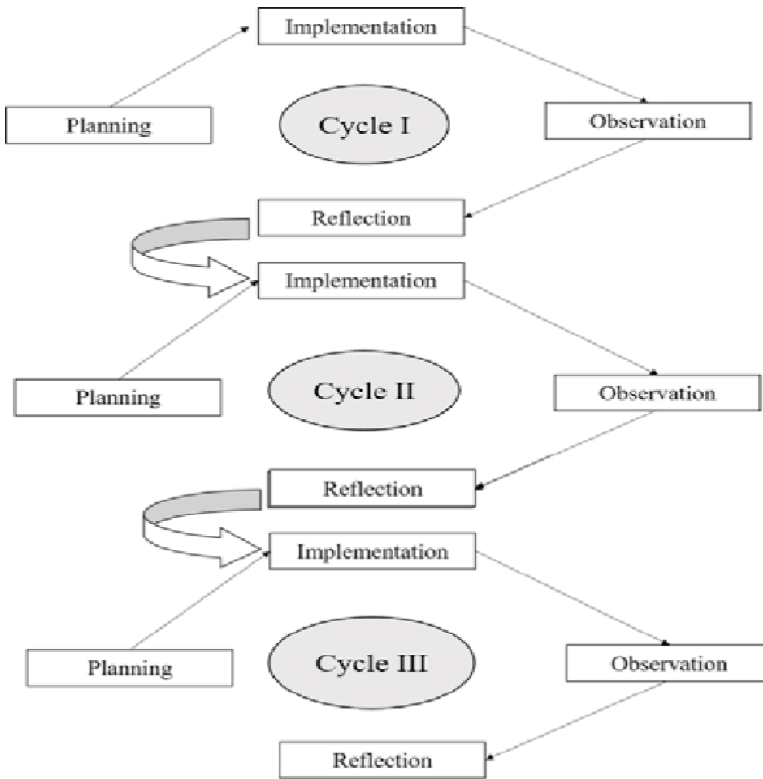 Implementation
Planning
Cycle I
Observation
Reflection
Implementation
Planning
Cycle II
Observation
Reflection
Implementation
Planning
Cycle III
Observation
Reflection